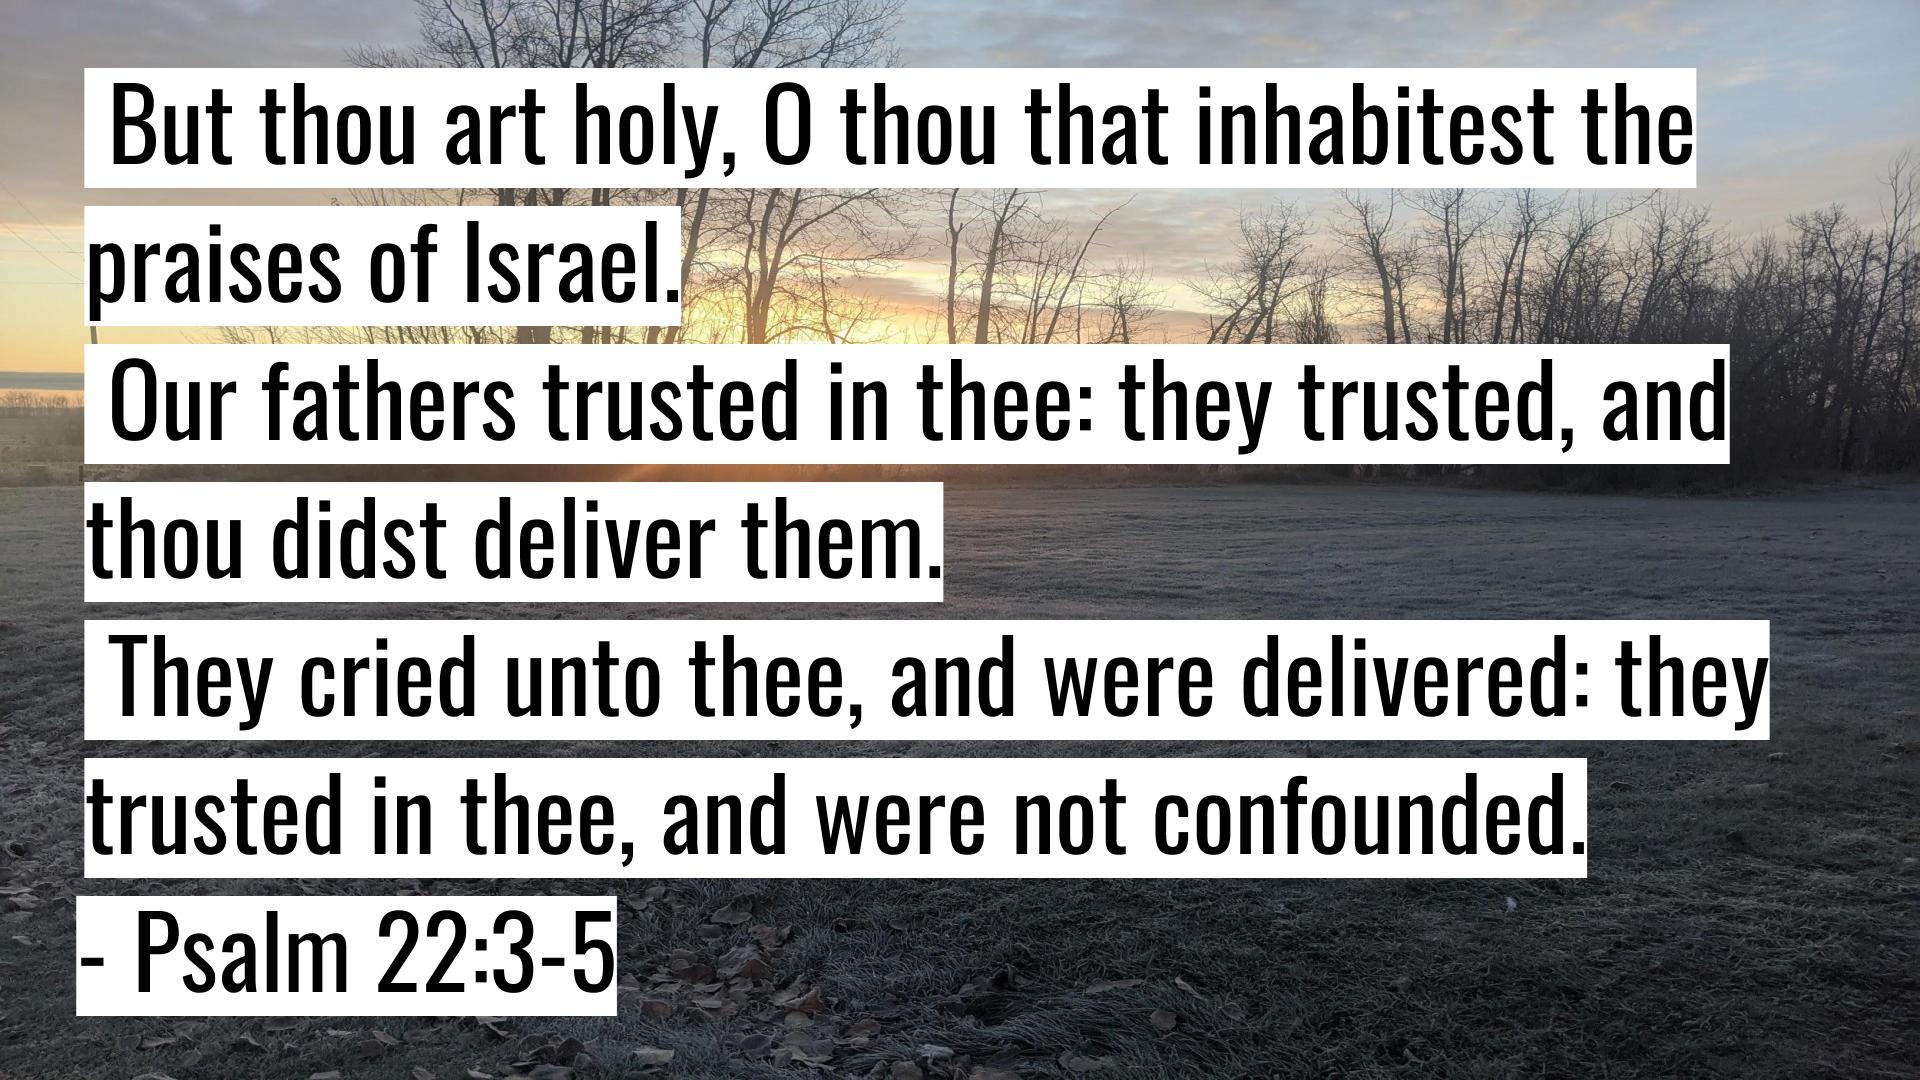 But thou art holy, O thou that inhabitest the
praises of Israel.
Our fathers trusted in thee: they trusted, and
thou didst deliver them.
They cried unto thee, and were delivered: they
trusted in thee, and were not confounded.
- Psalm 22:3-5